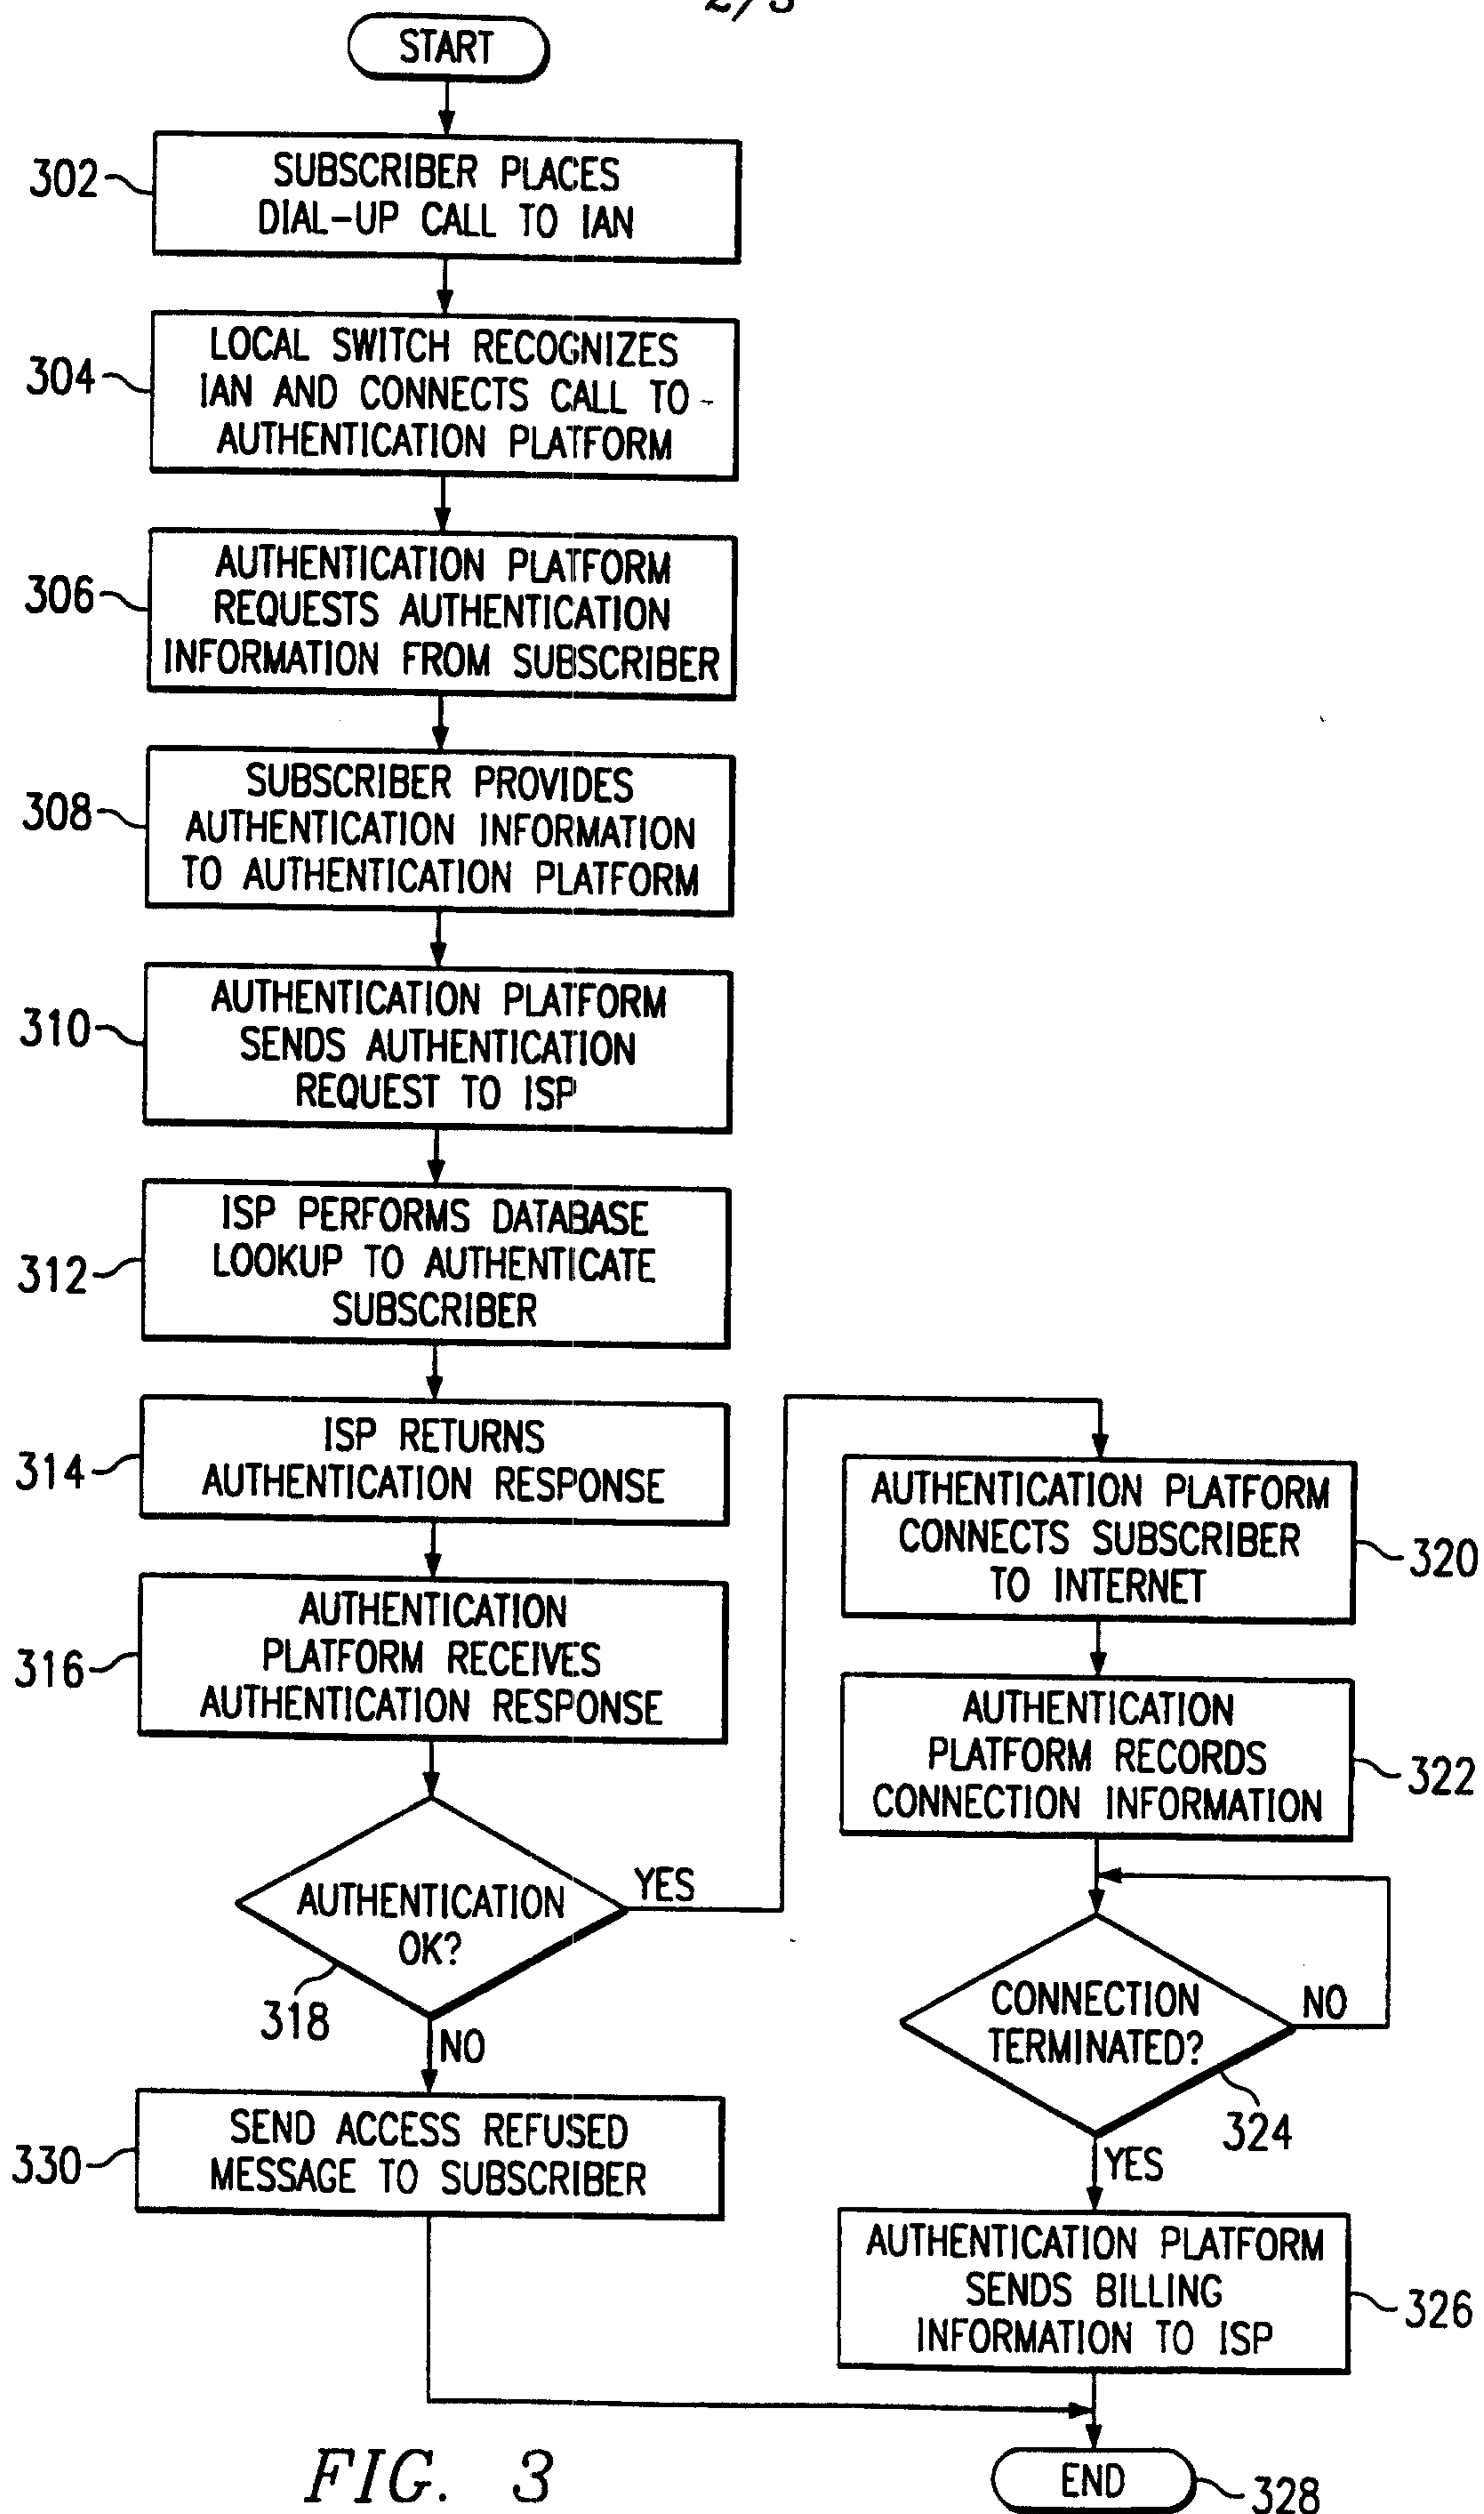 2/3
START
302
SUBSCRIBER PLACES
DIAL-UP CALL TO IAN
304
LOCAL SWITCH RECOGNIZES
IAN AND CONNECTS CALL TO
AUTHENTICATION PLATFORM
306
AUTHENTICATION PLATFORM
REQUESTS AUTHENTICATION
INFORMATION FROM SUBSCRIBER
308
SUBSCRIBER PROVIDES
AUTHENTICATION INFORMATION
TO AUTHENTICATION PLATFORM
310
AUTHENTICATION PLATFORM
SENDS AUTHENTICATION
REQUEST TO ISP
312
ISP PERFORMS DATABASE
LOOKUP TO AUTHENTICATE
SUBSCRIBER
314
ISP RETURNS
AUTHENTICATION RESPONSE
316
AUTHENTICATION
PLATFORM RECEIVES
AUTHENTICATION RESPONSE
AUTHENTICATION
OK?
318
YES
NO
330
SEND ACCESS REFUSED
MESSAGE TO SUBSCRIBER
AUTHENTICATION PLATFORM
CONNECTS SUBSCRIBER
TO INTERNET
320
AUTHENTICATION
PLATFORM RECORDS
CONNECTION INFORMATION
322
CONNECTION
TERMINATED?
NO
324
YES
AUTHENTICATION PLATFORM
SENDS BILLING
INFORMATION TO ISP
326
END
328
FIG. 3